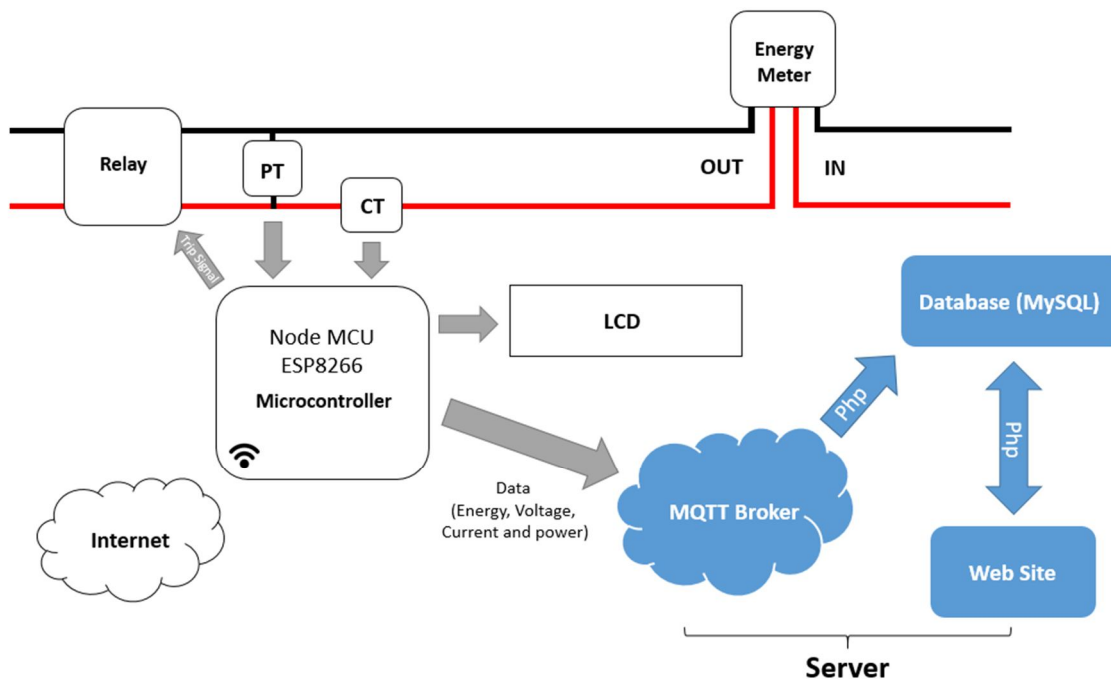 Energy
Meter
Relay
PT
OUT
IN
CT
Trip Signal
Database (MySQL)
Node MCU
ESP8266
Microcontroller
LCD
Php
Php
Data
(Energy, Voltage,
Current and power)
MQTT Broker
Internet
Web Site
Server